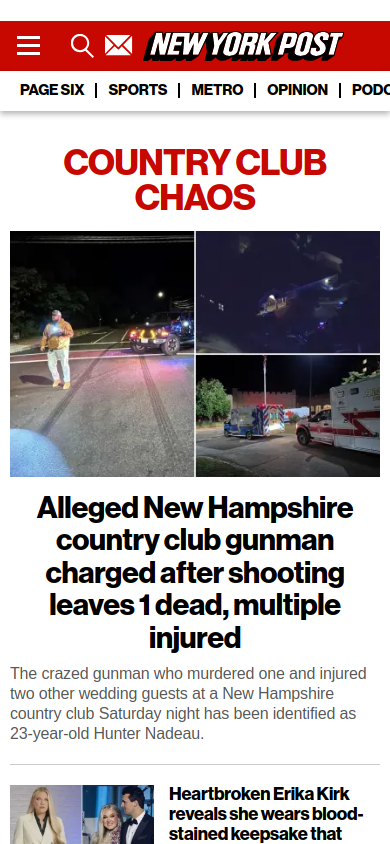 NEW YORK POST
PAGE SIX | SPORTS | METRO | OPINION | PODC
COUNTRY CLUB
CHAOS
Alleged New Hampshire
country club gunman
charged after shooting
leaves 1 dead, multiple
injured
The crazed gunman who murdered one and injured
two other wedding guests at a New Hampshire
country club Saturday night has been identified as
23-year-old Hunter Nadeau.
Heartbroken Erika Kirk
reveals she wears blood-
stained keepsake that